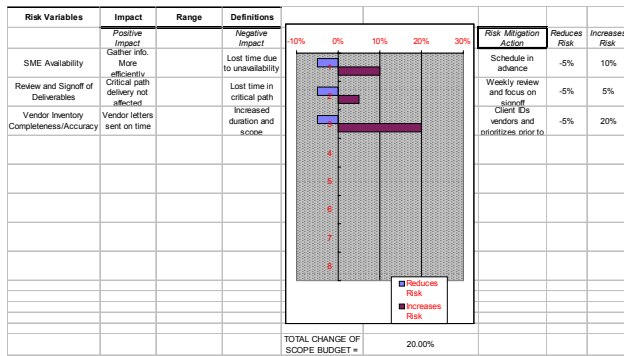 Risk Variables Impact Range Definitions
Positive Impact Negative Impact Risk Mitigation Action Reduces Risk Increases Risk
-10% 0% 10% 20% 30%
SME Availability Gather info. More efficiently Lost time due to unavailability Schedule in advance -5% 10%
1
Review and Signoff of Deliverables Critical path delivery not affected Lost time in critical path Weekly review and focus on signoff -5% 5%
2
Vendor Inventory Completeness/Accuracy Vendor letters sent on time Increased duration and scope Client IDs vendors and prioritizes prior to -5% 20%
3
4
5
6
7
8
Reduces Risk
Increases Risk
TOTAL CHANGE OF SCOPE BUDGET = 20.00%